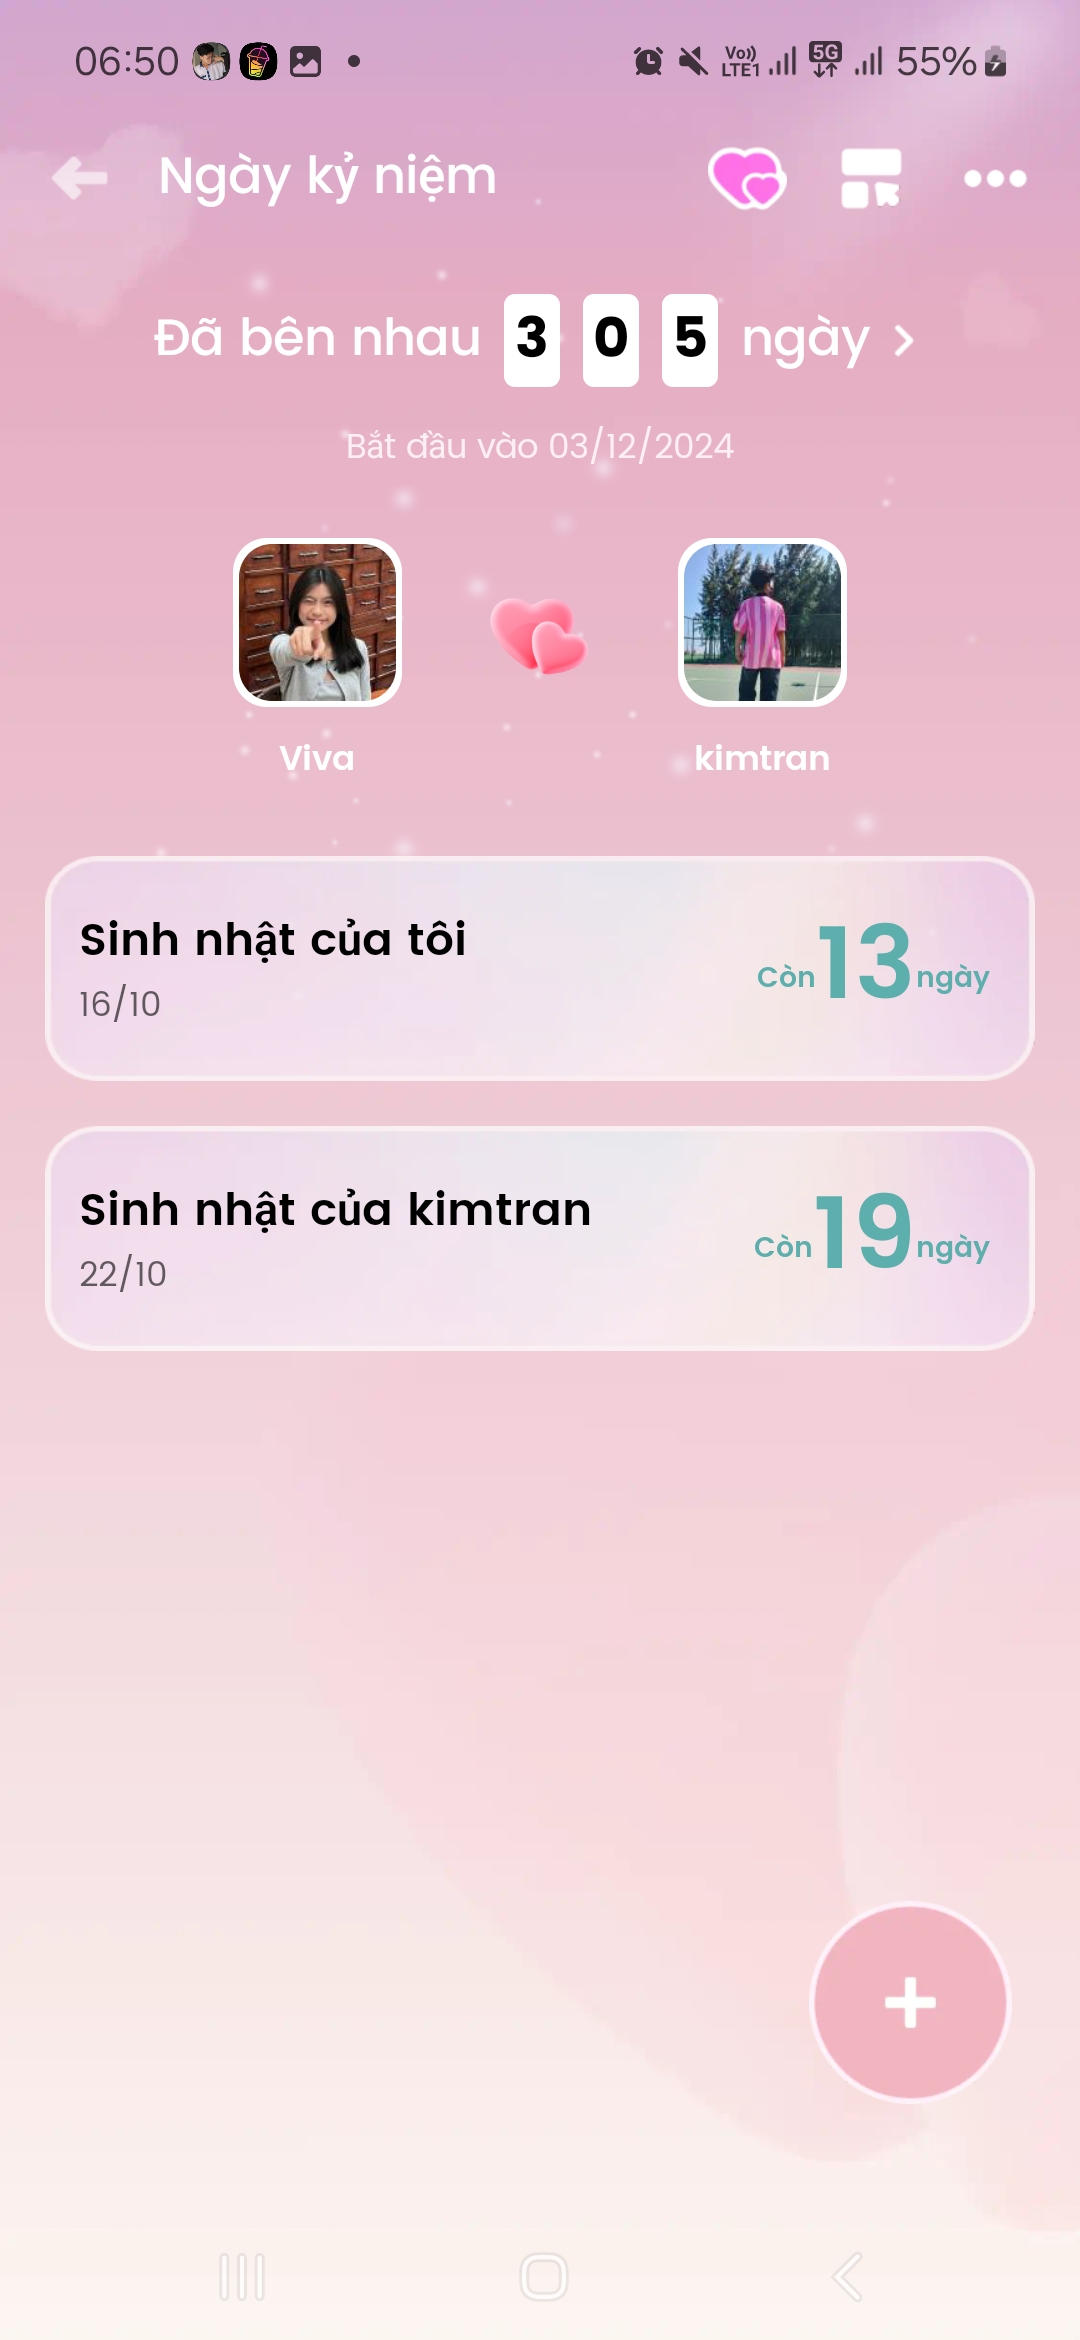 06:50 Vo)) LTE1 5G 55%
Ngày kỷ niệm
Đã bên nhau 3 0 5 ngày
Bắt đầu vào 03/12/2024
Viva kimtran
Sinh nhật của tôi
16/10
Còn 13 ngày
Sinh nhật của kimtran
22/10
Còn 19 ngày